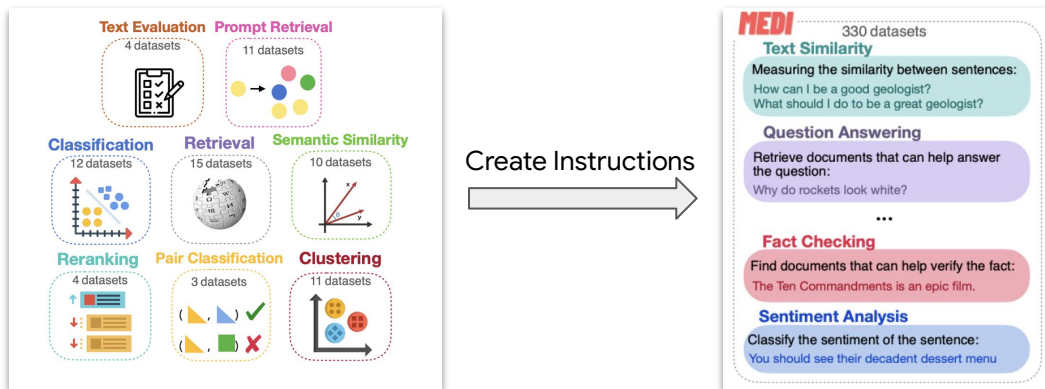 Text Evaluation
4 datasets
Prompt Retrieval
11 datasets
Classification
12 datasets
Retrieval
15 datasets
Semantic Similarity
10 datasets
x
θ
y
Reranking
4 datasets
Pair Classification
3 datasets
( , )
( , )
Clustering
11 datasets
Create Instructions
MEDI
330 datasets
Text Similarity
Measuring the similarity between sentences:
How can I be a good geologist?
What should I do to be a great geologist?
Question Answering
Retrieve documents that can help answer
the question:
Why do rockets look white?
...
Fact Checking
Find documents that can help verify the fact:
The Ten Commandments is an epic film.
Sentiment Analysis
Classify the sentiment of the sentence:
You should see their decadent dessert menu